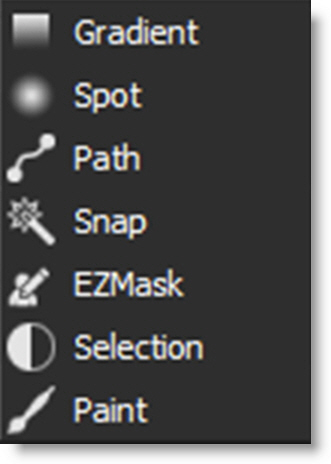 Gradient
Spot
Path
Snap
EZMask
Selection
Paint